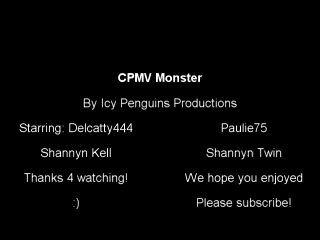 CPMV Monster
By Icy Penguins Productions
Starring: Delcatty444 Paulie75
Shannyn Kell Shannyn Twin
Thanks 4 watching! We hope you enjoyed
:) Please subscribe!